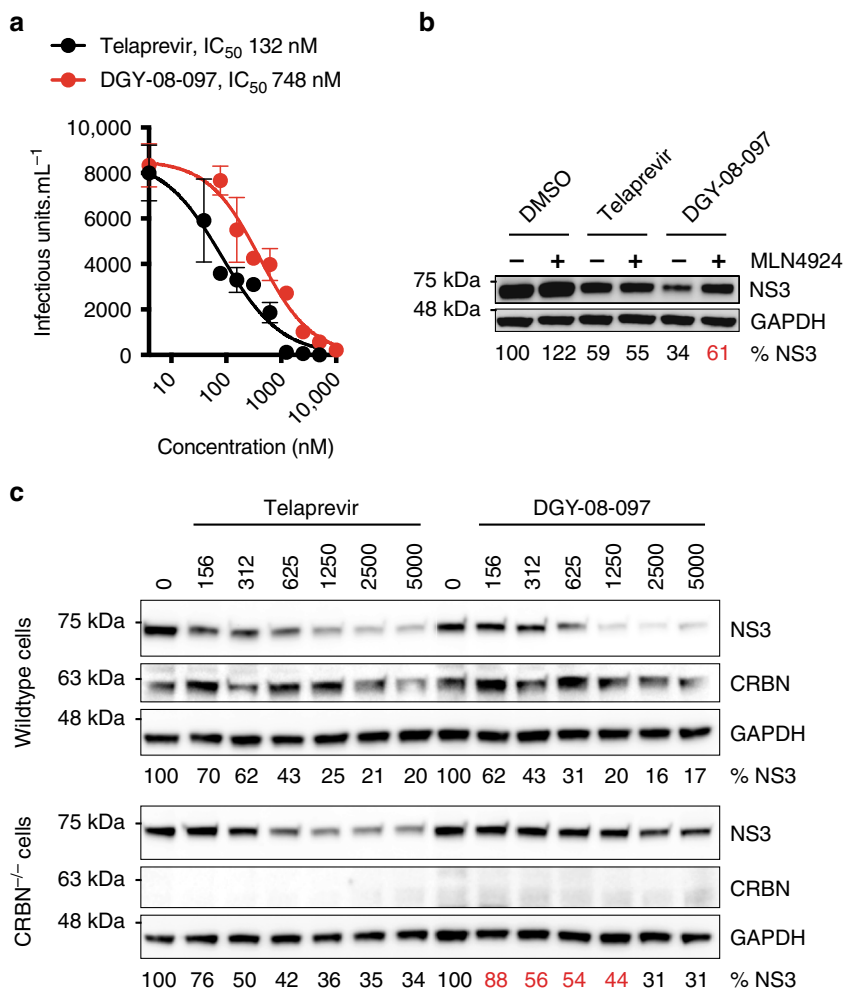 a
Telaprevir, IC50 132 nM
DGY-08-097, IC50 748 nM
10,000
8000
6000
4000
2000
0
Infectious units.mL−1
10
100
1000
10,000
Concentration (nM)
b
DMSO
Telaprevir
DGY-08-097
− + − + − + MLN4924
75 kDa
NS3
48 kDa
GAPDH
100 122 59 55 34 61 % NS3
c
Telaprevir
DGY-08-097
0 156 312 625 1250 2500 5000 0 156 312 625 1250 2500 5000
Wildtype cells
75 kDa
NS3
63 kDa
CRBN
48 kDa
GAPDH
100 70 62 43 25 21 20 100 62 43 31 20 16 17 % NS3
CRBN−/− cells
75 kDa
NS3
63 kDa
CRBN
48 kDa
GAPDH
100 76 50 42 36 35 34 100 88 56 54 44 31 31 % NS3